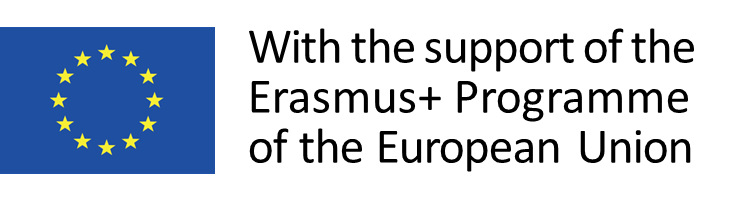 With the support of the
Erasmus+ Programme
of the European Union